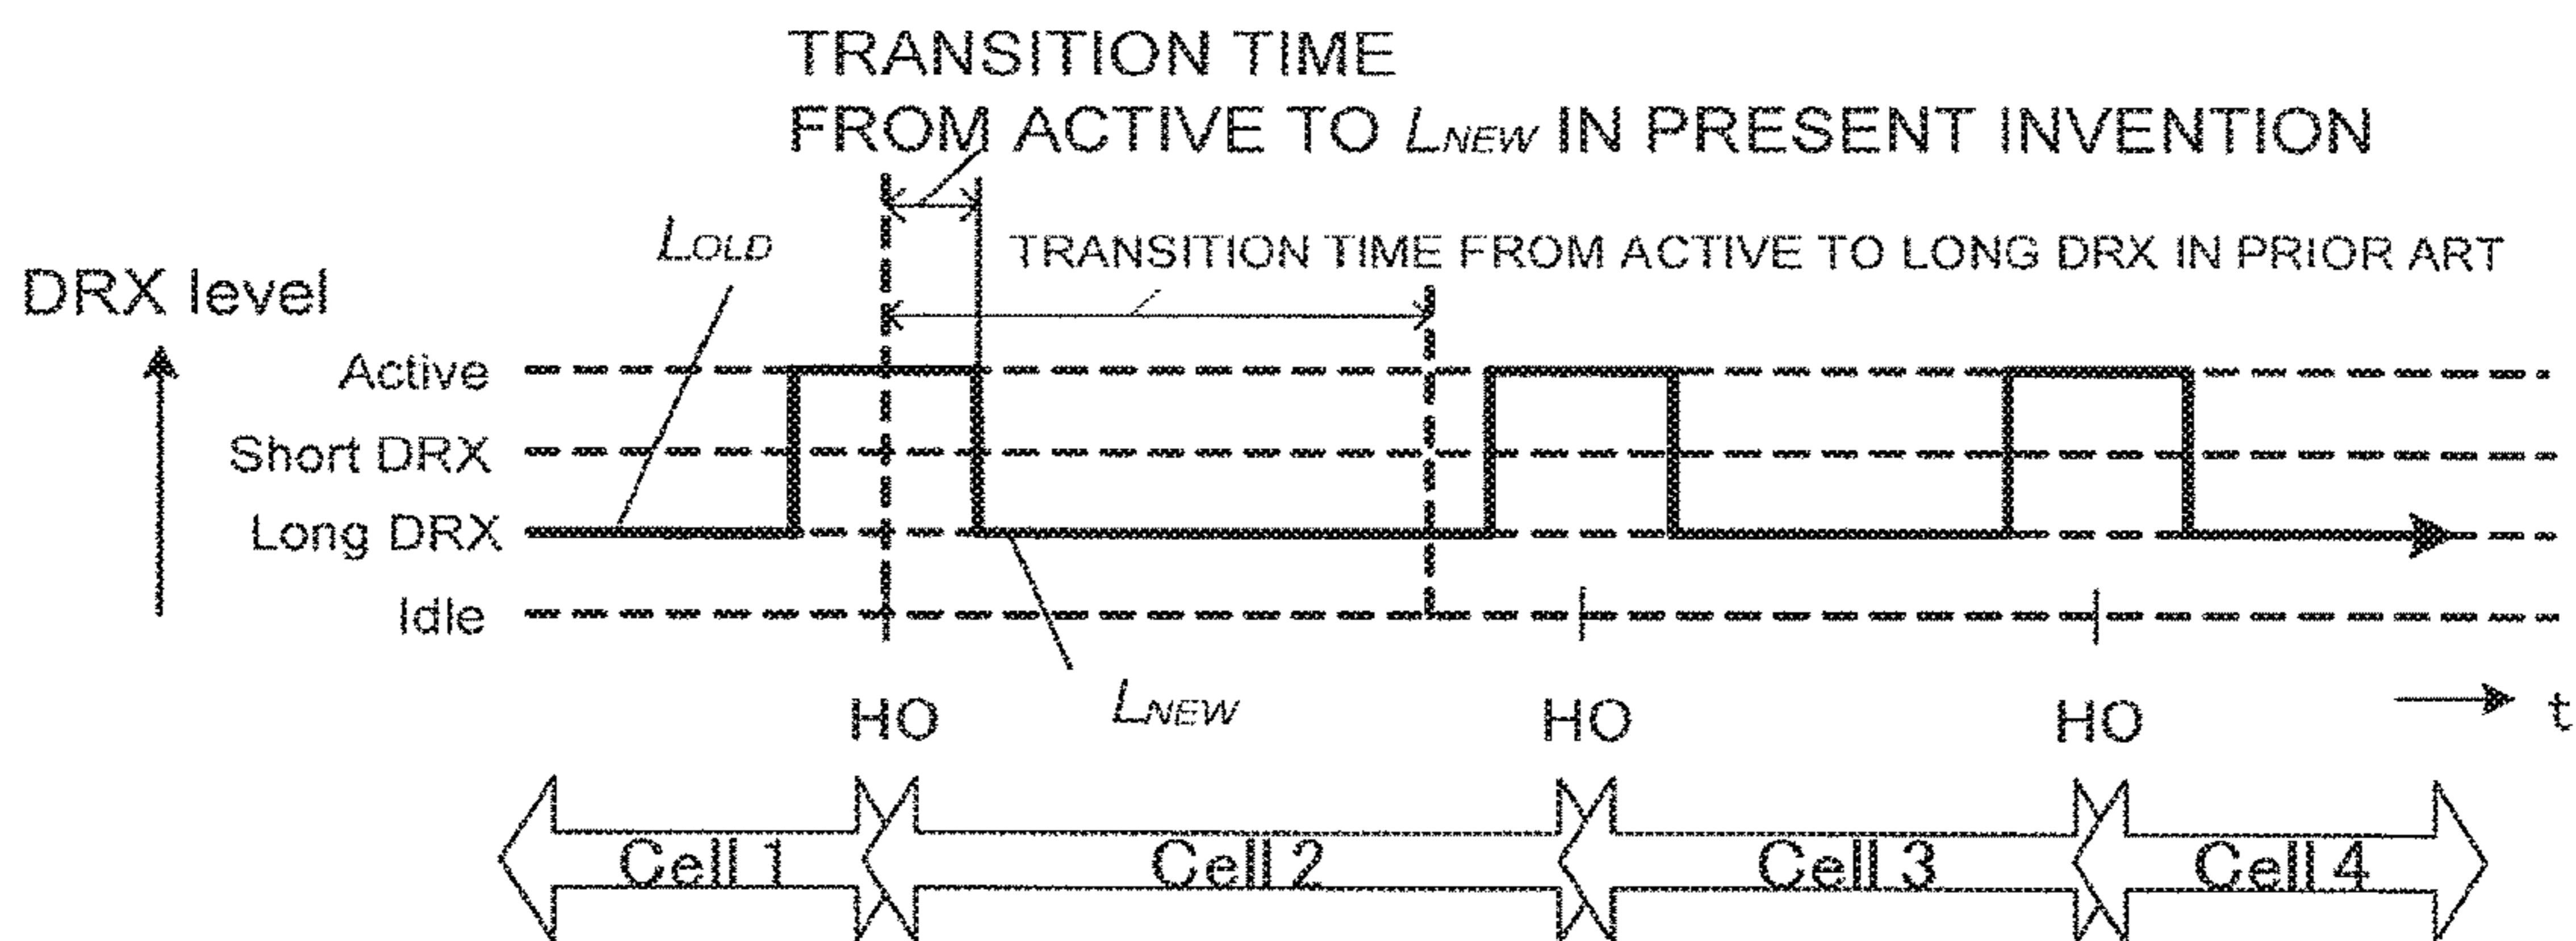 TRANSITION TIME
FROM ACTIVE TO LNEW IN PRESENT INVENTION
LOLD
TRANSITION TIME FROM ACTIVE TO LONG DRX IN PRIOR ART
DRX level
Active
Short DRX
Long DRX
Idle
LNEW
HO HO HO
t
Cell 1 Cell 2 Cell 3 Cell 4